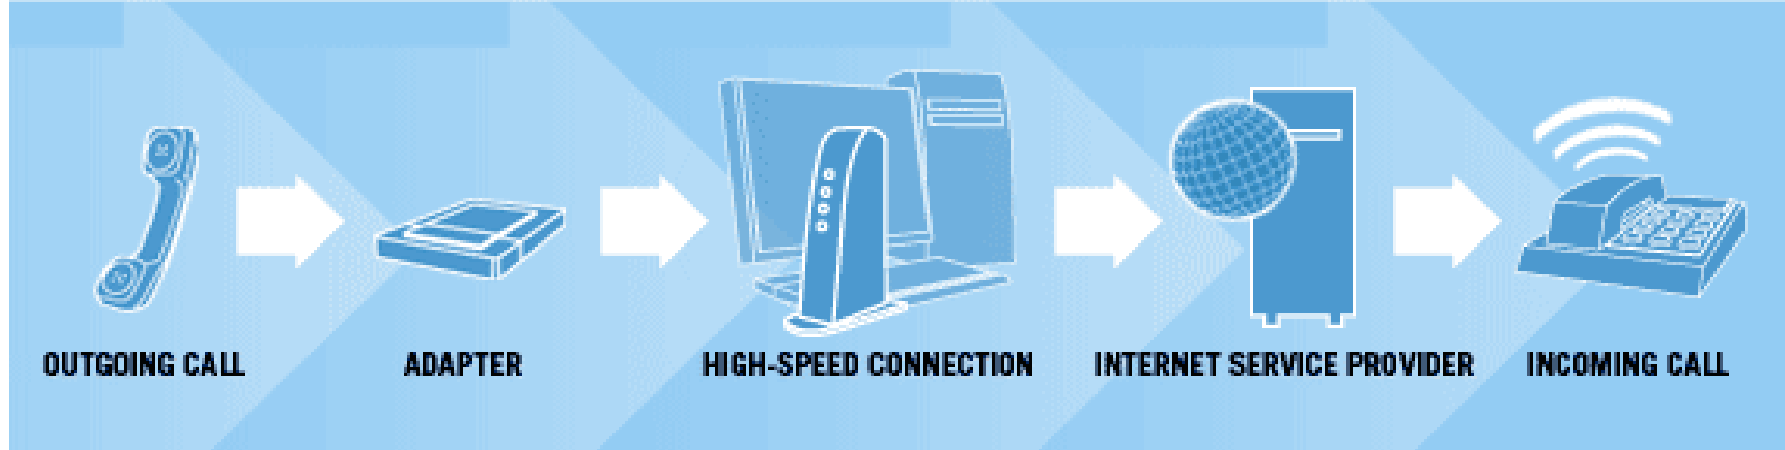 OUTGOING CALL
ADAPTER
HIGH-SPEED CONNECTION
INTERNET SERVICE PROVIDER
INCOMING CALL